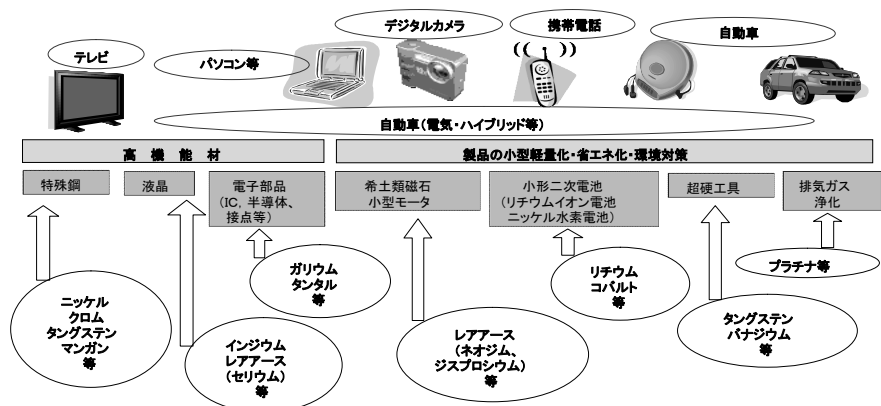 テレビ
パソコン等
デジタルカメラ
携帯電話
自動車
自動車(電気・ハイブリッド等)
高機能材
製品の小型軽量化・省エネ化・環境対策
特殊鋼
液晶
電子部品
(IC, 半導体、
接点等)
希土類磁石
小型モータ
小形二次電池
(リチウムイオン電池
ニッケル水素電池)
超硬工具
排気ガス
浄化
ニッケル
クロム
タングステン
マンガン
等
インジウム
レアアース
(セリウム)
等
ガリウム
タンタル
等
レアアース
(ネオジム、
ジスプロシウム)
等
リチウム
コバルト
等
タングステン
バナジウム
等
プラチナ等